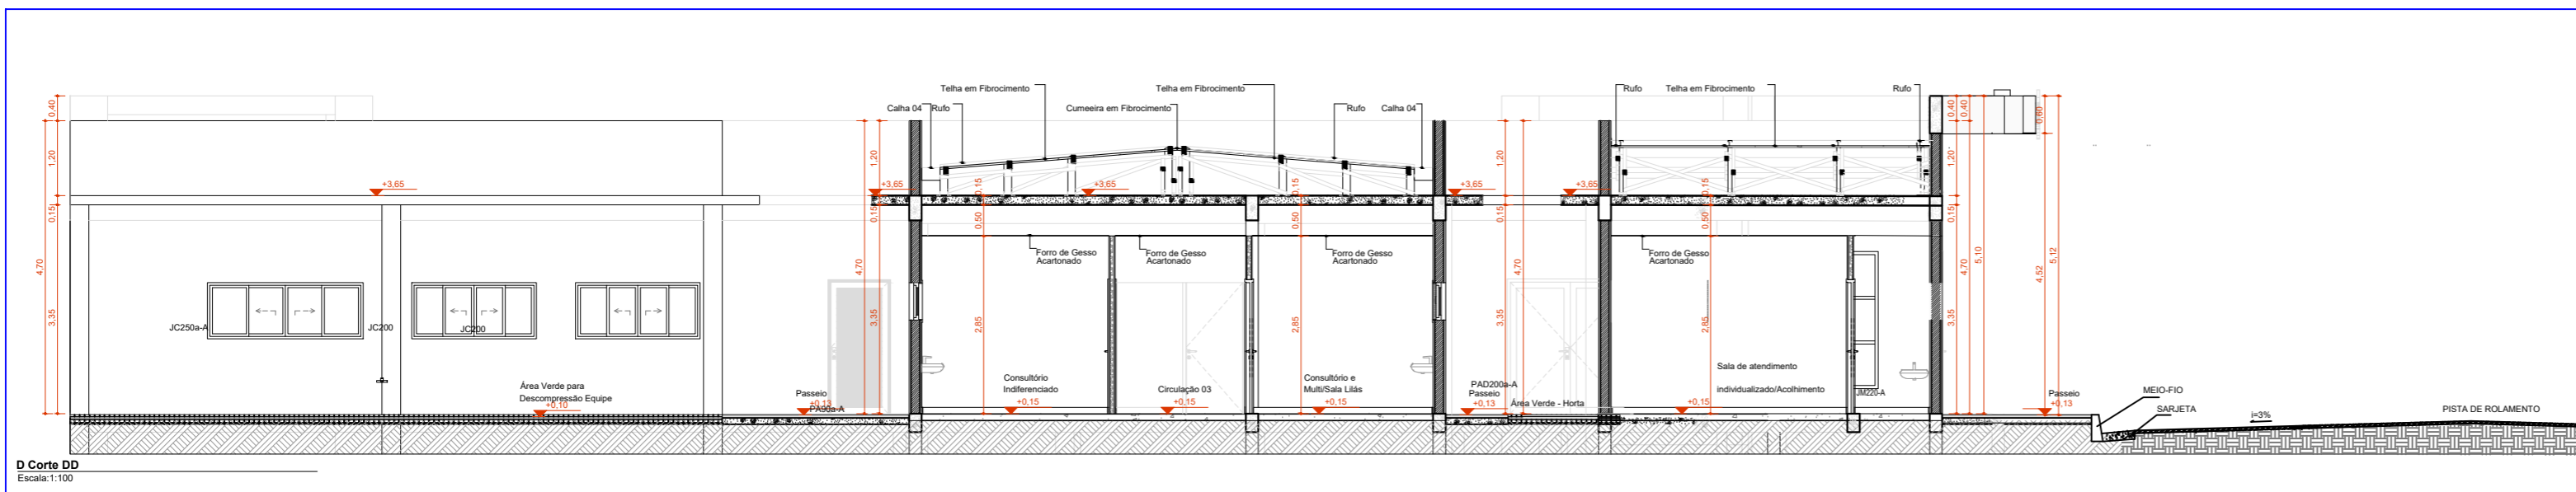 Telha em Fibrocimento
Telha em Fibrocimento
Rufo
Telha em Fibrocimento
Rufo
Calha 04
Rufo
Cumeeira em Fibrocimento
Rufo
Calha 04
0,40
1,20
0,15
4,70
3,35
+3,65
4,70
1,20
0,15
3,35
+3,65
0,15
0,50
2,85
+3,65
0,15
0,50
2,85
+3,65
1,20
0,15
3,35
4,70
+3,65
0,15
0,50
2,85
0,40
0,40
1,20
0,15
3,35
4,70
5,10
0,60
4,52
5,12
Forro de Gesso
Acartonado
Forro de Gesso
Acartonado
Forro de Gesso
Acartonado
Forro de Gesso
Acartonado
JC250a-A
JC200
JC200
Área Verde para
Descompressão Equipe
+0,10
Passeio
+0,13
PA90a-A
Consultório
Indiferenciado
+0,15
Circulação 03
+0,15
Consultório e
Multi/Sala Lilás
+0,15
PAD200a-A
Passeio
+0,13
Área Verde - Horta
Sala de atendimento
individualizado/Acolhimento
+0,15
JM220-A
Passeio
+0,13
MEIO-FIO
SARJETA
i=3%
PISTA DE ROLAMENTO
D Corte DD
Escala:1:100